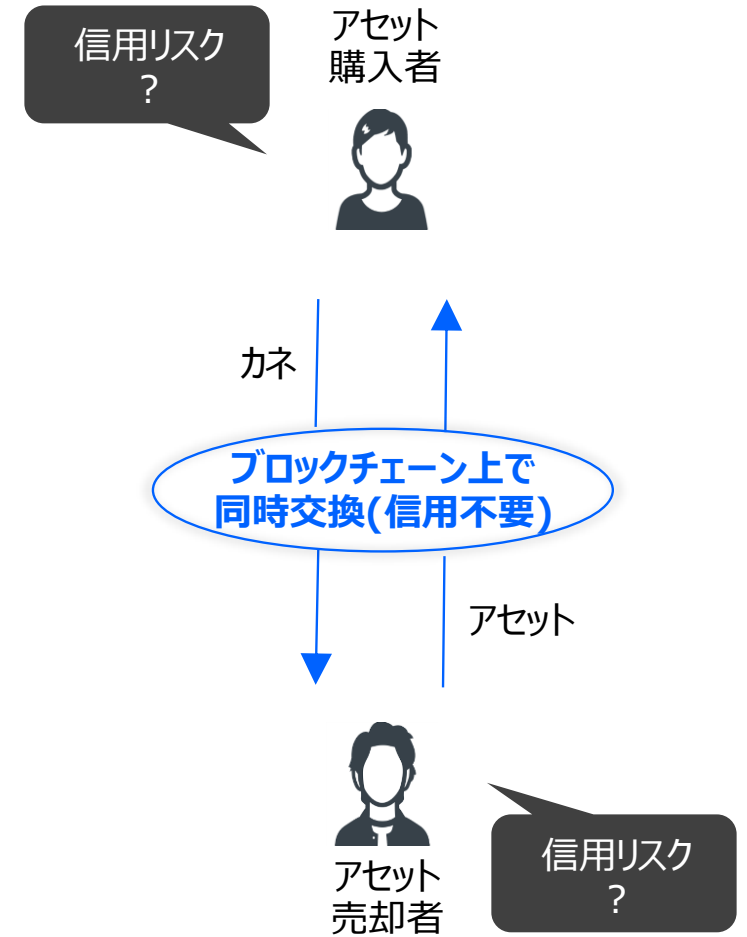 信用リスク
?
アセット
購入者
カネ
ブロックチェーン上で
同時交換(信用不要)
アセット
アセット
売却者
信用リスク
?